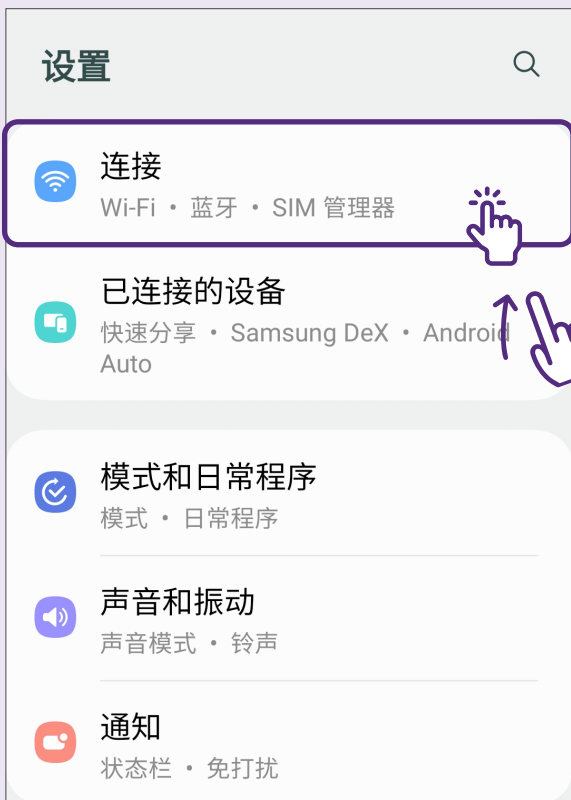 设置
连接
Wi-Fi • 蓝牙 • SIM 管理器
已连接的设备
快速分享 • Samsung DeX • Android
Auto
模式和日常程序
模式 • 日常程序
声音和振动
声音模式 • 铃声
通知
状态栏 • 免打扰